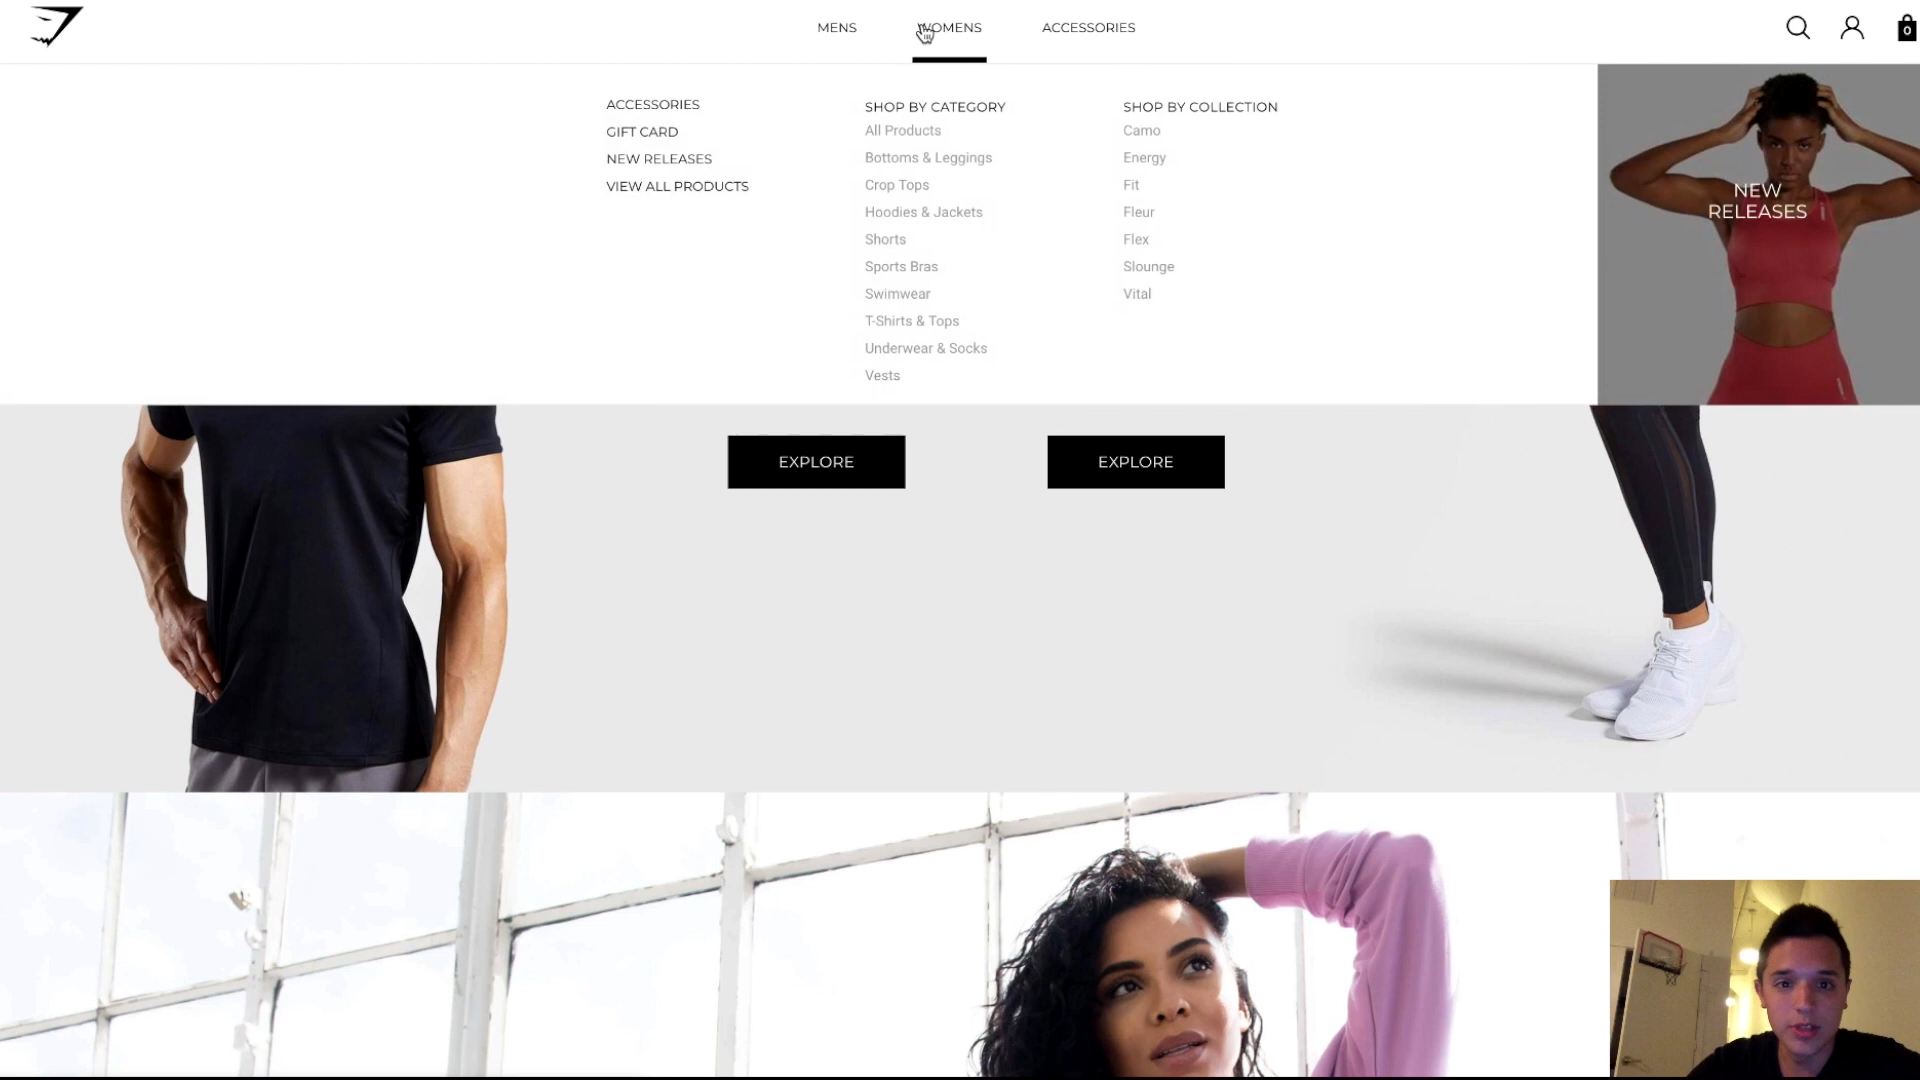 MENS
WOMENS
ACCESSORIES
0
ACCESSORIES
GIFT CARD
NEW RELEASES
VIEW ALL PRODUCTS
SHOP BY CATEGORY
All Products
Bottoms & Leggings
Crop Tops
Hoodies & Jackets
Shorts
Sports Bras
Swimwear
T-Shirts & Tops
Underwear & Socks
Vests
SHOP BY COLLECTION
Camo
Energy
Fit
Fleur
Flex
Slounge
Vital
NEW
RELEASES
EXPLORE
EXPLORE